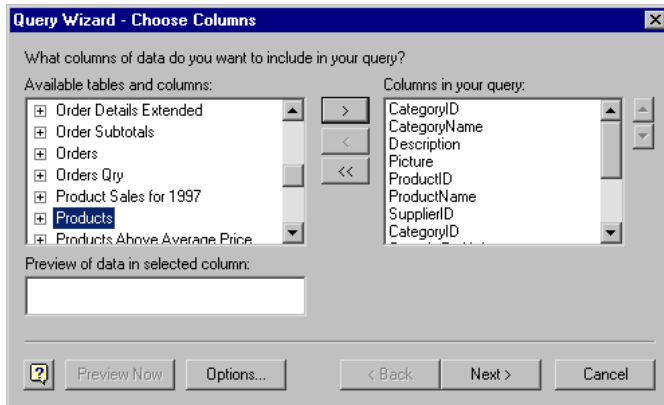 Query Wizard - Choose Columns
What columns of data do you want to include in your query?
Available tables and columns:
Order Details Extended
Order Subtotals
Orders
Orders Qry
Product Sales for 1997
Products
Products Above Average Price
>
<
<<
Columns in your query:
CategoryID
CategoryName
Description
Picture
ProductID
ProductName
SupplierID
CategoryID
Preview of data in selected column:
?
Preview Now
Options...
< Back
Next >
Cancel